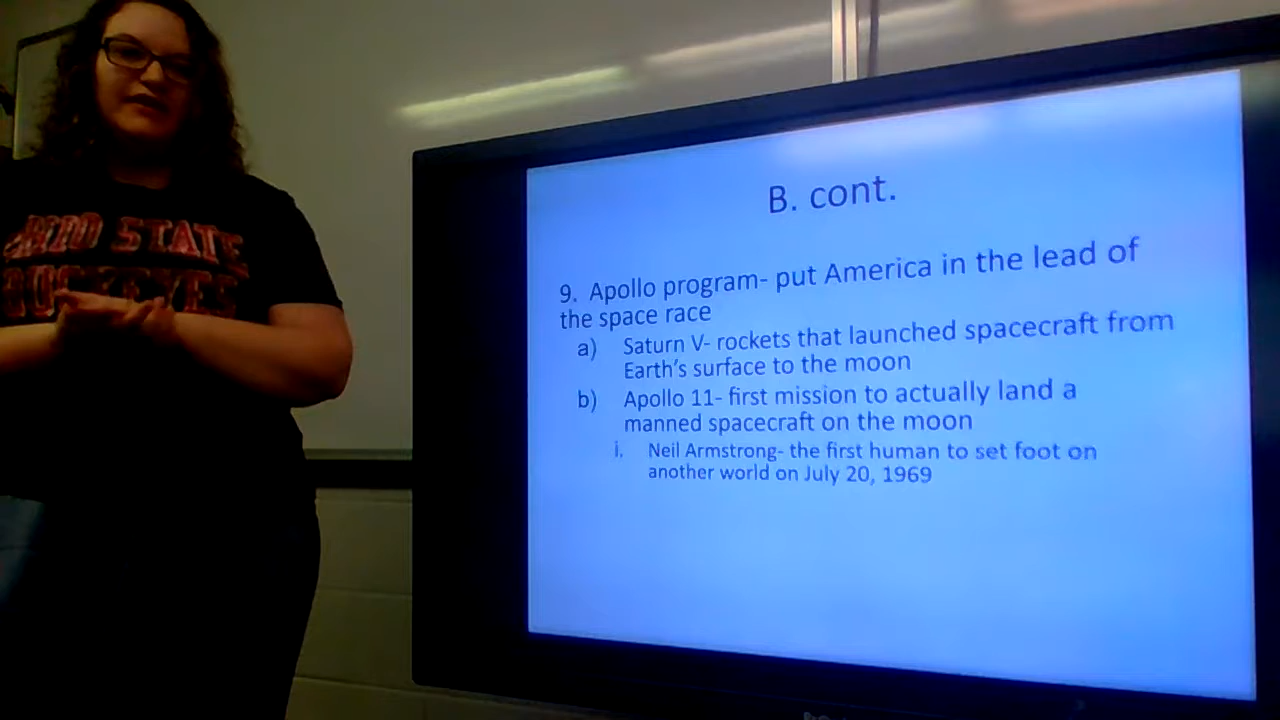 OHIO STATE
BUCKEYES
B. cont.
9. Apollo program- put America in the lead of
the space race
a) Saturn V- rockets that launched spacecraft from
Earth's surface to the moon
b) Apollo 11- first mission to actually land a
manned spacecraft on the moon
i. Neil Armstrong- the first human to set foot on
another world on July 20, 1969